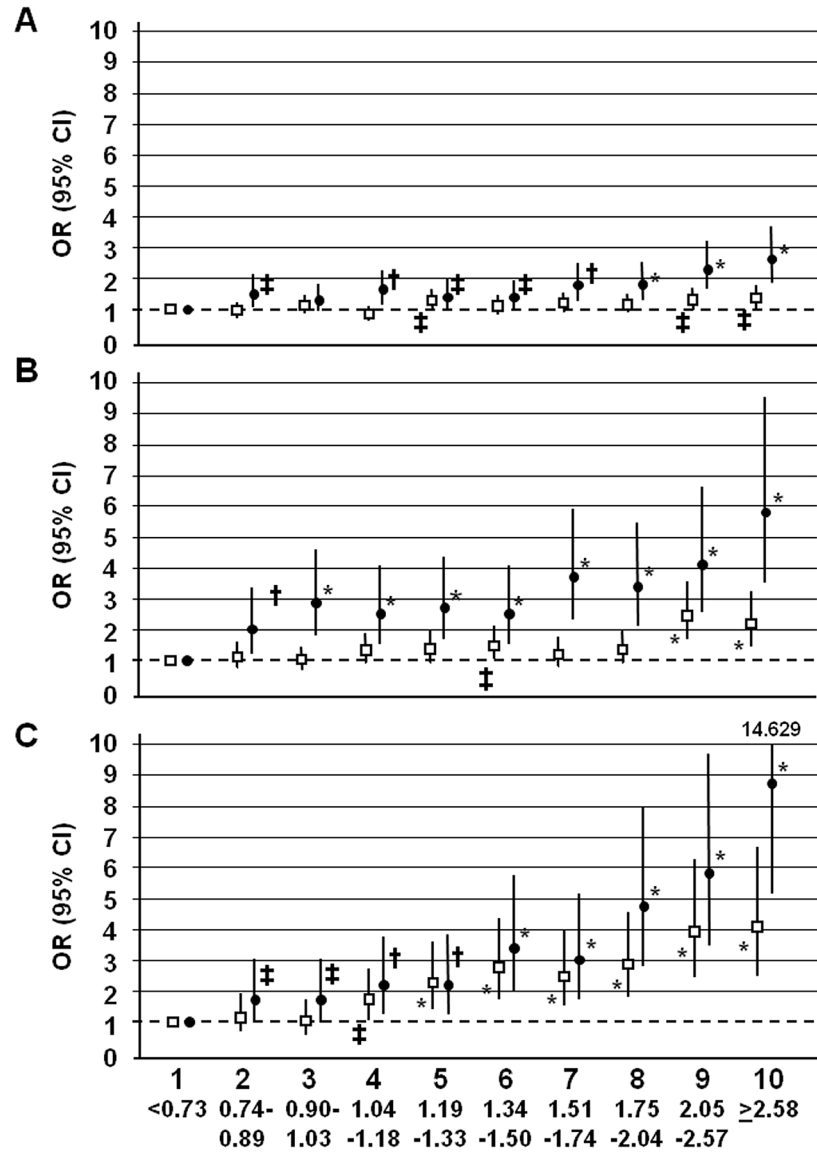 A
10
9
8
7
6
5
4
3
2
1
0
OR (95% CI)
‡ † ‡ ‡ † * * *
‡ ‡ ‡
B
10
9
8
7
6
5
4
3
2
1
0
OR (95% CI)
† * * * * * * * *
‡ * *
C
14.629
10
9
8
7
6
5
4
3
2
1
0
OR (95% CI)
‡ ‡ † † * * * * *
‡ * * * * * *
1 2 3 4 5 6 7 8 9 10
<0.73 0.74- 0.90- 1.04 1.19 1.34 1.51 1.75 2.05 ≥2.58
0.89 1.03 -1.18 -1.33 -1.50 -1.74 -2.04 -2.57